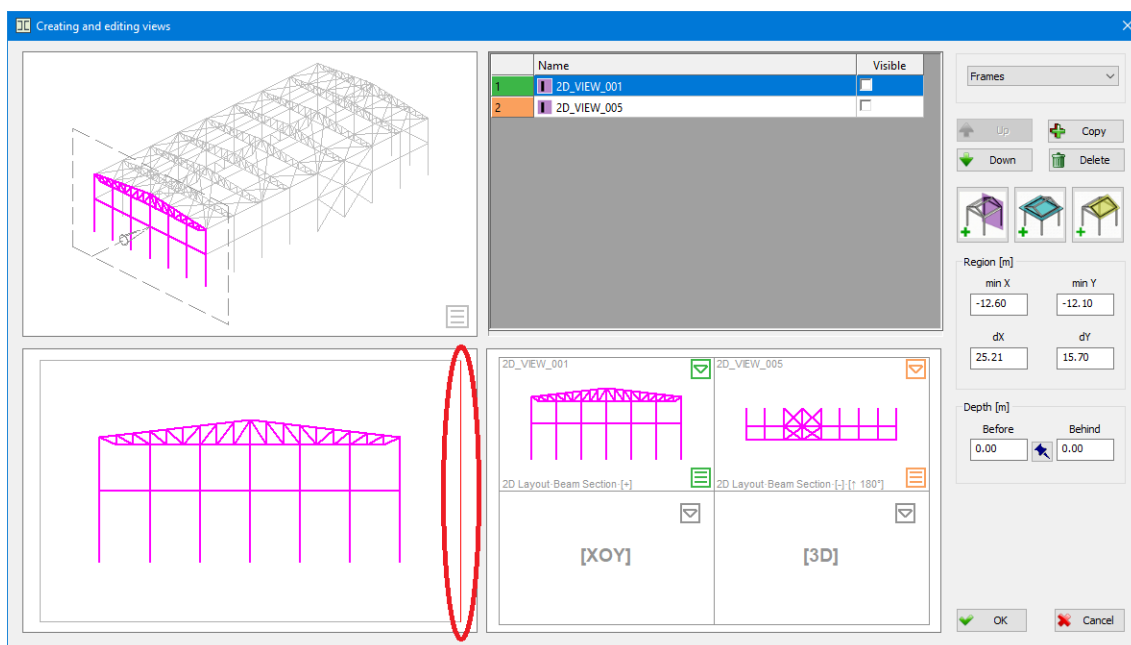 Creating and editing views
Name Visible
1 2D_VIEW_001
2 2D_VIEW_005
Frames
Up Copy
Down Delete
Region [m]
min X min Y
-12.60 -12.10
dX dY
25.21 15.70
Depth [m]
Before Behind
0.00 0.00
2D_VIEW_001 2D_VIEW_005
2D Layout·Beam Section·[+] 2D Layout·Beam Section·[-]·[↑ 180°]
[XOY] [3D]
OK Cancel